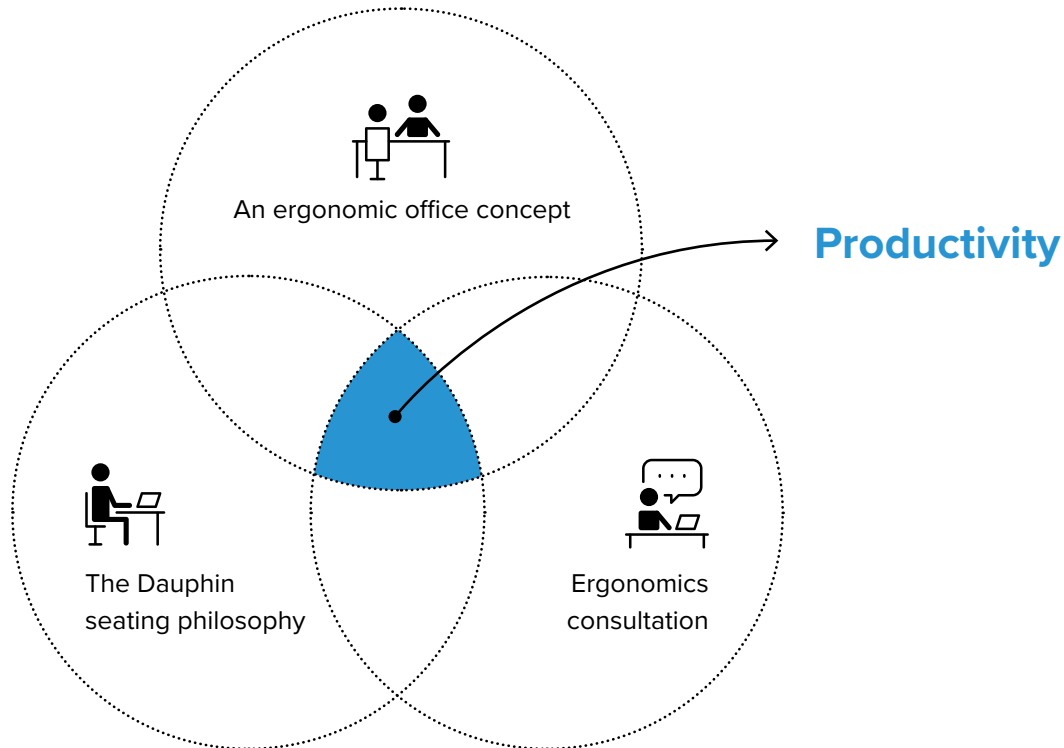 An ergonomic office concept
Productivity
The Dauphin
seating philosophy
Ergonomics
consultation